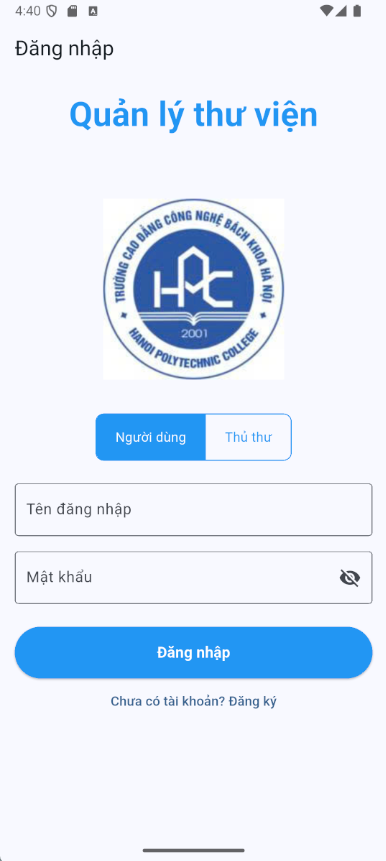 4:40
Đăng nhập
Quản lý thư viện
TRƯỜNG CAO ĐẲNG CÔNG NGHỆ BÁCH KHOA HÀ NỘI
HPC
2001
HANOI POLYTECHNIC COLLEGE
Người dùng
Thủ thư
Tên đăng nhập
Mật khẩu
Đăng nhập
Chưa có tài khoản? Đăng ký